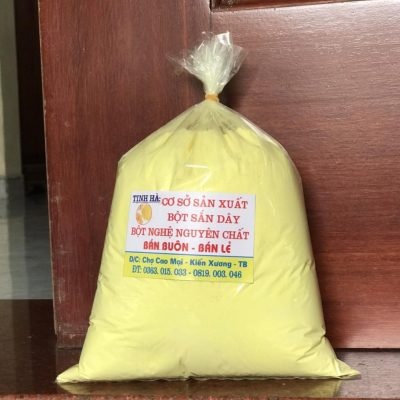 TỊNH HÀ: CƠ SỞ SẢN XUẤT
BỘT SẮN DÂY
BỘT NGHỆ NGUYÊN CHẤT
BÁN BUÔN - BÁN LẺ
Đ/C: Chợ Cao Mại - Kiến Xương - TB
ĐT: 0363. 015. 033 - 0819. 003. 046